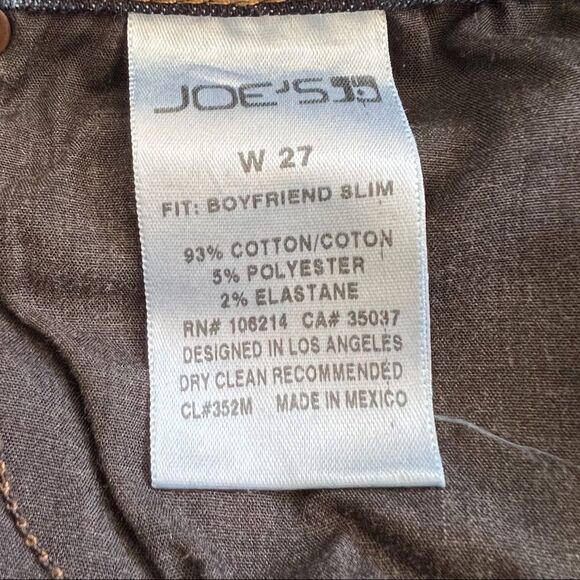 JOE'S
W 27
FIT: BOYFRIEND SLIM
93% COTTON/COTON
5% POLYESTER
2% ELASTANE
RN# 106214 CA# 35037
DESIGNED IN LOS ANGELES
DRY CLEAN RECOMMENDED
CL#352M MADE IN MEXICO